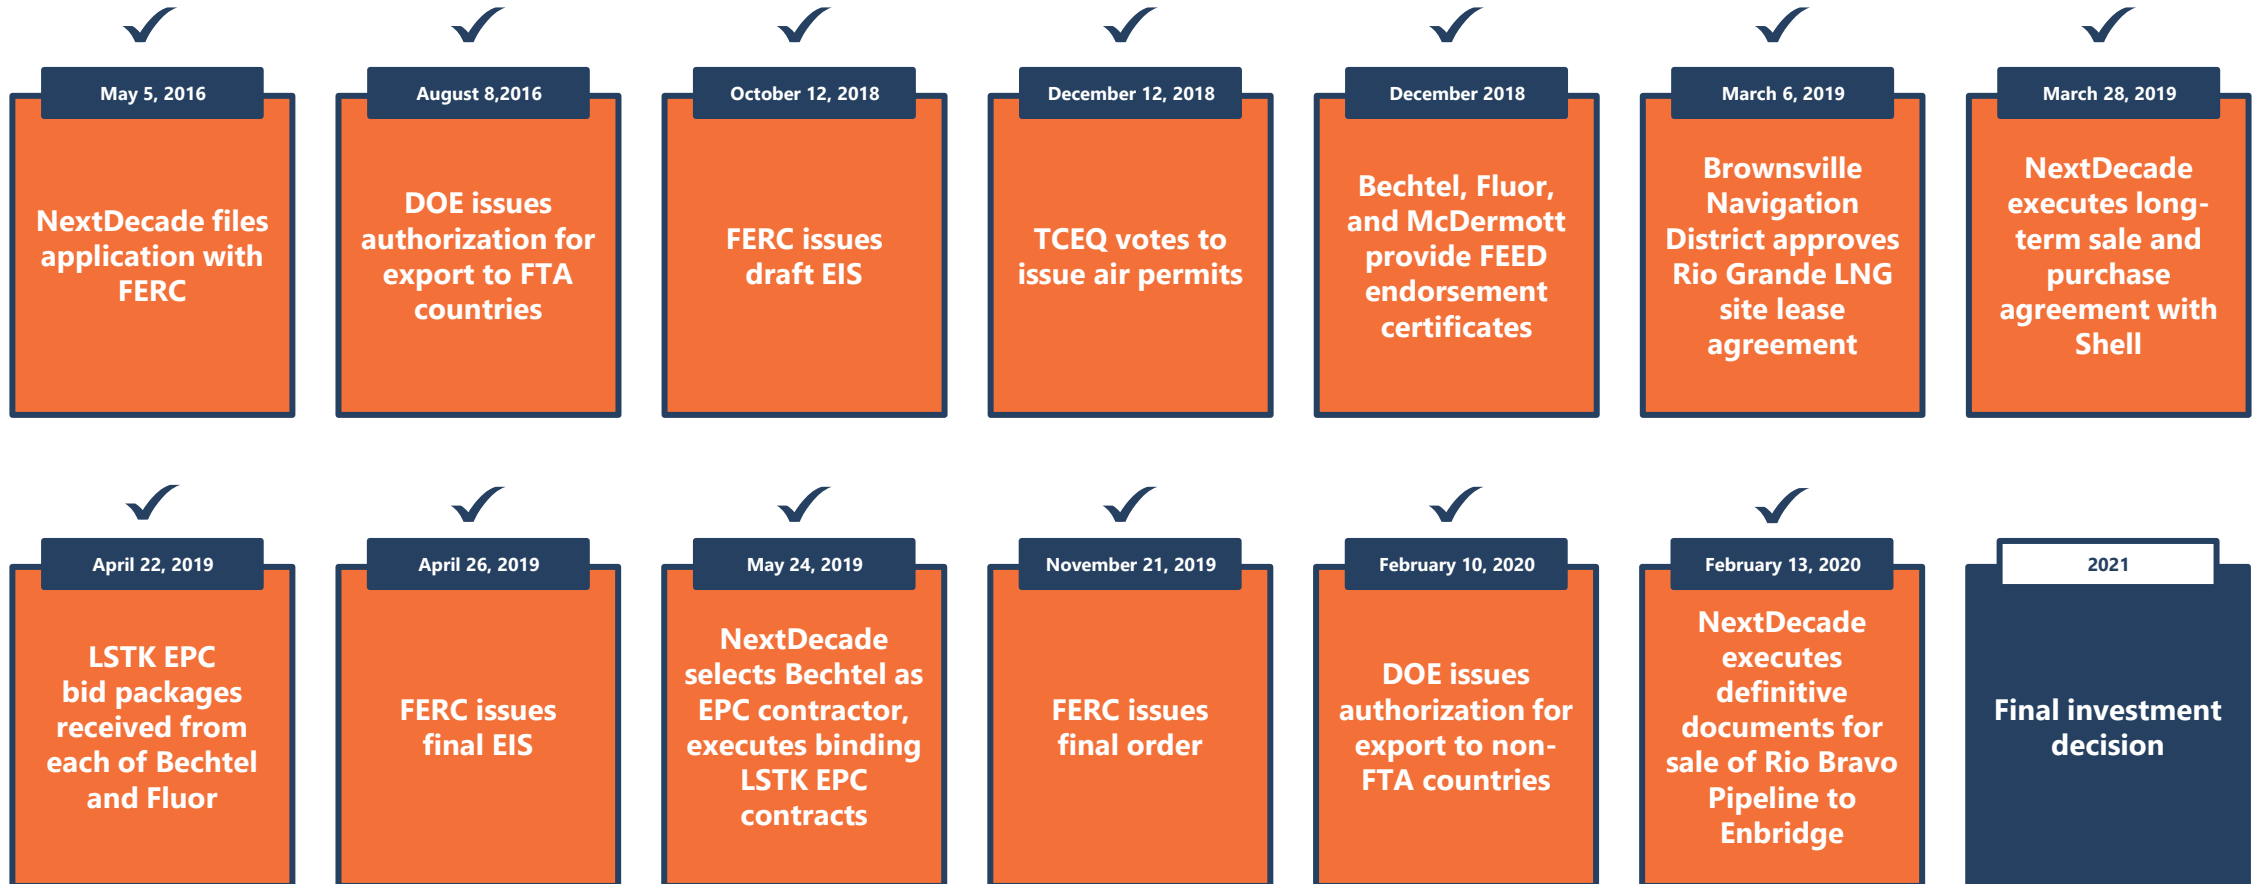 May 5, 2016
NextDecade files
application with
FERC
August 8,2016
DOE issues
authorization for
export to FTA
countries
October 12, 2018
FERC issues
draft EIS
December 12, 2018
TCEQ votes to
issue air permits
December 2018
Bechtel, Fluor,
and McDermott
provide FEED
endorsement
certificates
March 6, 2019
Brownsville
Navigation
District approves
Rio Grande LNG
site lease
agreement
March 28, 2019
NextDecade
executes long-
term sale and
purchase
agreement with
Shell
April 22, 2019
LSTK EPC
bid packages
received from
each of Bechtel
and Fluor
April 26, 2019
FERC issues
final EIS
May 24, 2019
NextDecade
selects Bechtel as
EPC contractor,
executes binding
LSTK EPC
contracts
November 21, 2019
FERC issues
final order
February 10, 2020
DOE issues
authorization for
export to non-
FTA countries
February 13, 2020
NextDecade
executes
definitive
documents for
sale of Rio Bravo
Pipeline to
Enbridge
2021
Final investment
decision